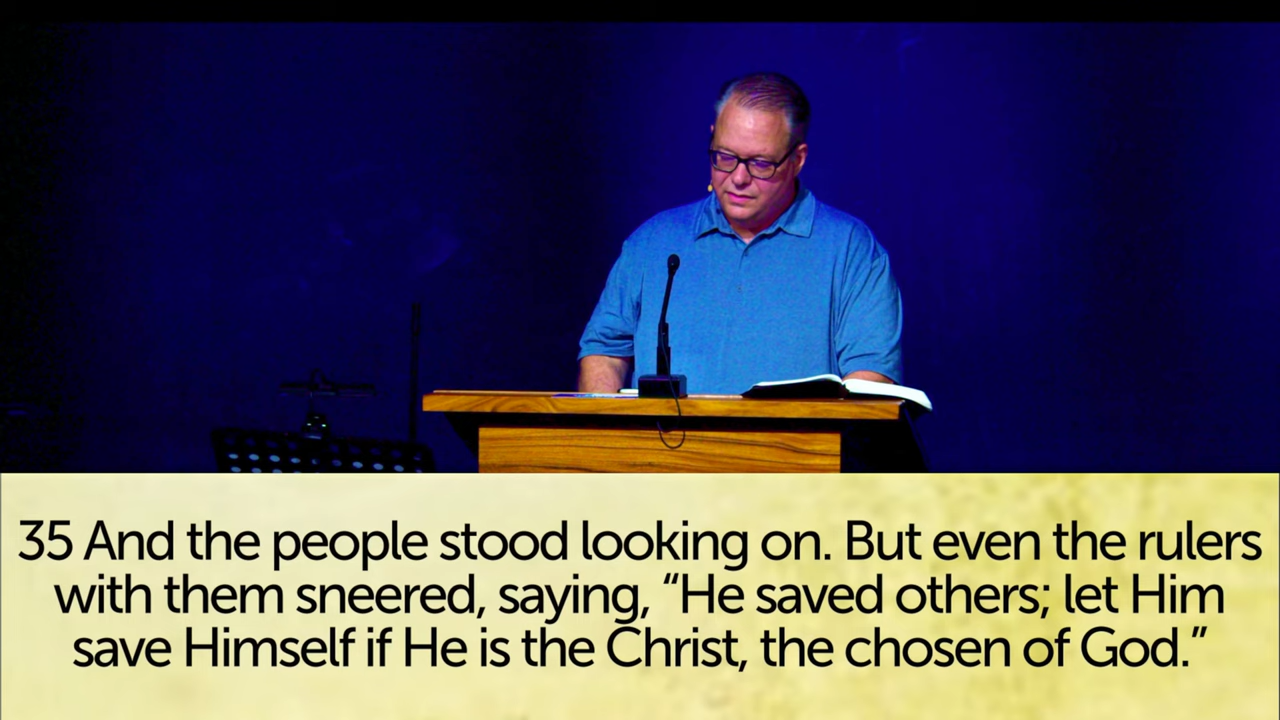 35 And the people stood looking on. But even the rulers
with them sneered, saying, “He saved others; let Him
save Himself if He is the Christ, the chosen of God.”